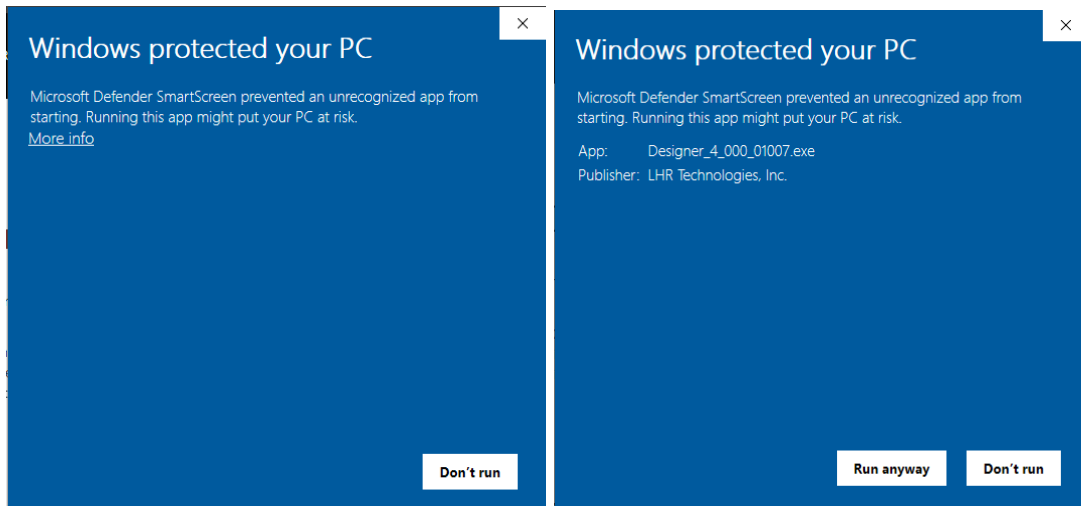 Windows protected your PC
Microsoft Defender SmartScreen prevented an unrecognized app from
starting. Running this app might put your PC at risk.
More info
Don't run
Windows protected your PC
Microsoft Defender SmartScreen prevented an unrecognized app from
starting. Running this app might put your PC at risk.
App: Designer_4_000_01007.exe
Publisher: LHR Technologies, Inc.
Run anyway Don't run